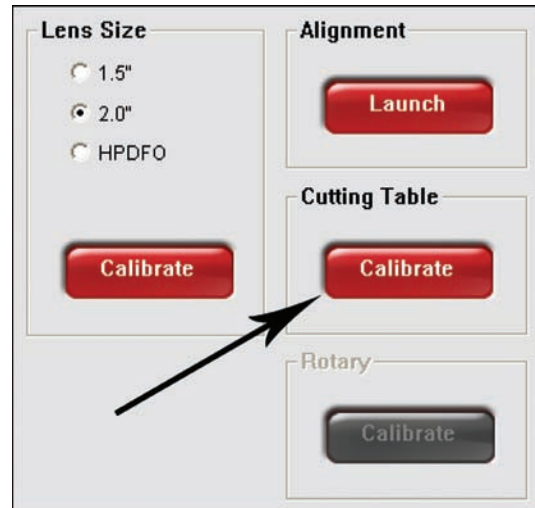 Lens Size
1.5"
2.0"
HPDFO
Calibrate
Alignment
Launch
Cutting Table
Calibrate
Rotary
Calibrate